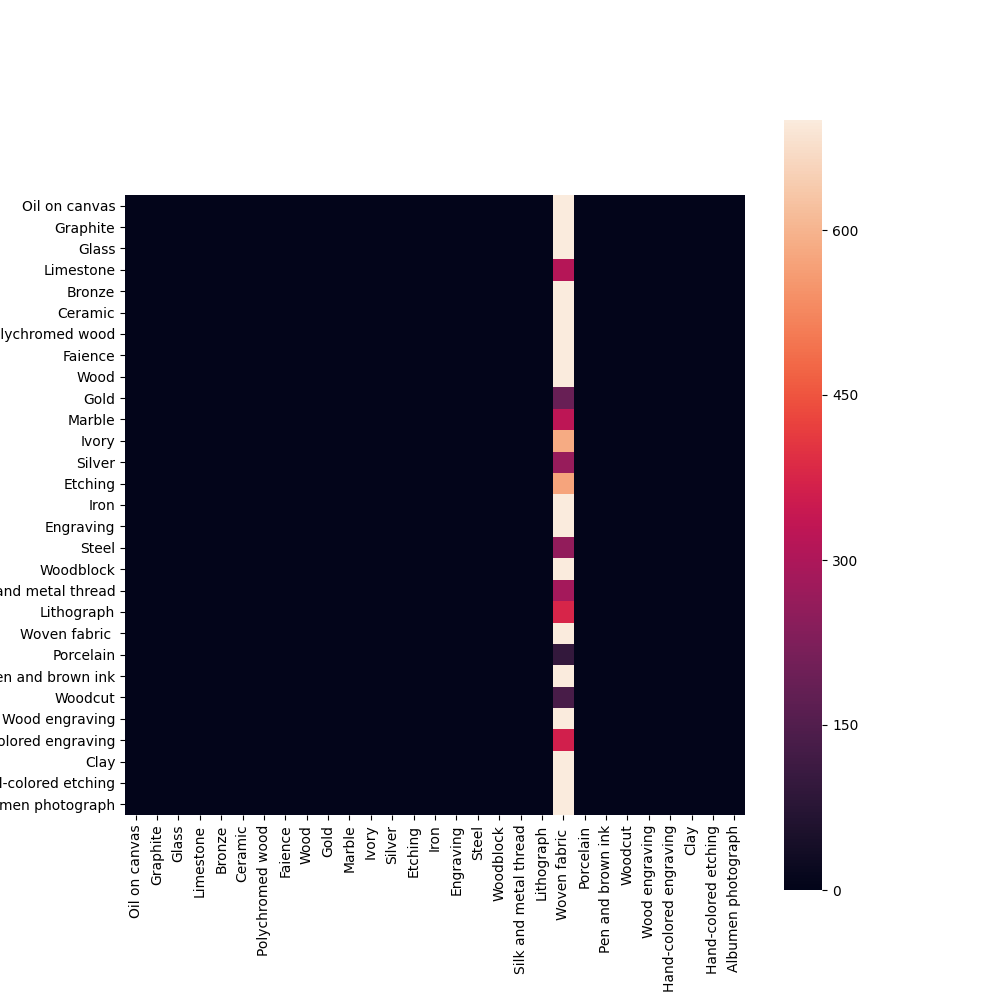 Oil on canvas
Graphite
Glass
Limestone
Bronze
Ceramic
lychromed wood
Faience
Wood
Gold
Marble
Ivory
Silver
Etching
Iron
Engraving
Steel
Woodblock
and metal thread
Lithograph
Woven fabric
Porcelain
en and brown ink
Woodcut
Wood engraving
olored engraving
Clay
l-colored etching
men photograph
Oil on canvas
Graphite
Glass
Limestone
Bronze
Ceramic
Polychromed wood
Faience
Wood
Gold
Marble
Ivory
Silver
Etching
Iron
Engraving
Steel
Woodblock
Silk and metal thread
Lithograph
Woven fabric
Porcelain
Pen and brown ink
Woodcut
Wood engraving
Hand-colored engraving
Clay
Hand-colored etching
Albumen photograph
600
450
300
150
0